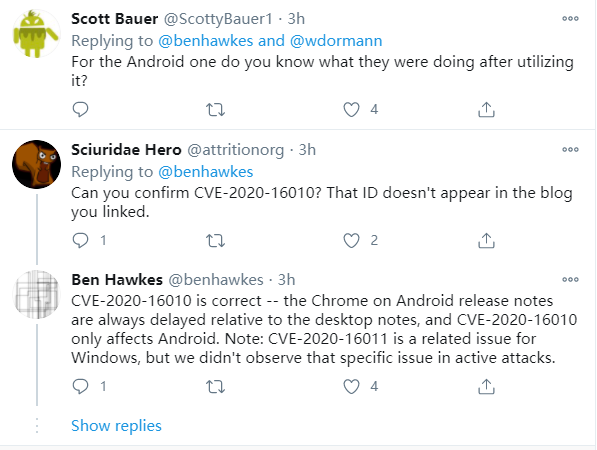 Scott Bauer @ScottyBauer1 · 3h
Replying to @benhawkes and @wdormann
For the Android one do you know what they were doing after utilizing
it?
4
Sciuridae Hero @attritionorg · 3h
Replying to @benhawkes
Can you confirm CVE-2020-16010? That ID doesn't appear in the blog
you linked.
1 2
Ben Hawkes @benhawkes · 3h
CVE-2020-16010 is correct -- the Chrome on Android release notes
are always delayed relative to the desktop notes, and CVE-2020-16010
only affects Android. Note: CVE-2020-16011 is a related issue for
Windows, but we didn't observe that specific issue in active attacks.
1 4
Show replies